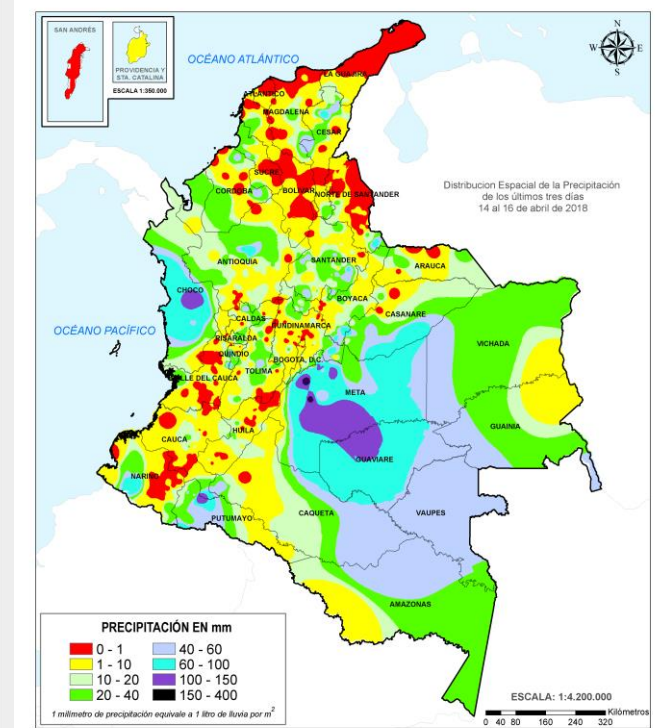 SAN ANDRÉS
PROVIDENCIA Y
STA. CATALINA
ESCALA 1:350.000
OCÉANO ATLÁNTICO
N
W
E
S
LA GUAJIRA
ATLÁNTICO
MAGDALENA
CESAR
SUCRE
CORDOBA
BOLIVAR
NORTE DE SANTANDER
Distribucion Espacial de la Precipitación
de los últimos tres días
14 al 16 de abril de 2018
ANTIOQUIA
SANTANDER
ARAUCA
CHOCO
BOYACA
CASANARE
OCÉANO PACÍFICO
CALDAS
CUNDINAMARCA
RISARALDA
QUINDIO
BOGOTA, D.C.
VICHADA
TOLIMA
VALLE DEL CAUCA
META
GUAINIA
HUILA
CAUCA
GUAVIARE
NARIÑO
PUTUMAYO
CAQUETA
VAUPES
AMAZONAS
PRECIPITACIÓN EN mm
0 - 1
40 - 60
1 - 10
60 - 100
10 - 20
100 - 150
20 - 40
150 - 400
1 milímetro de precipitación equivale a 1 litro de lluvia por m²
ESCALA: 1:4.200.000
Kilómetros
0 40 80 160 240 320